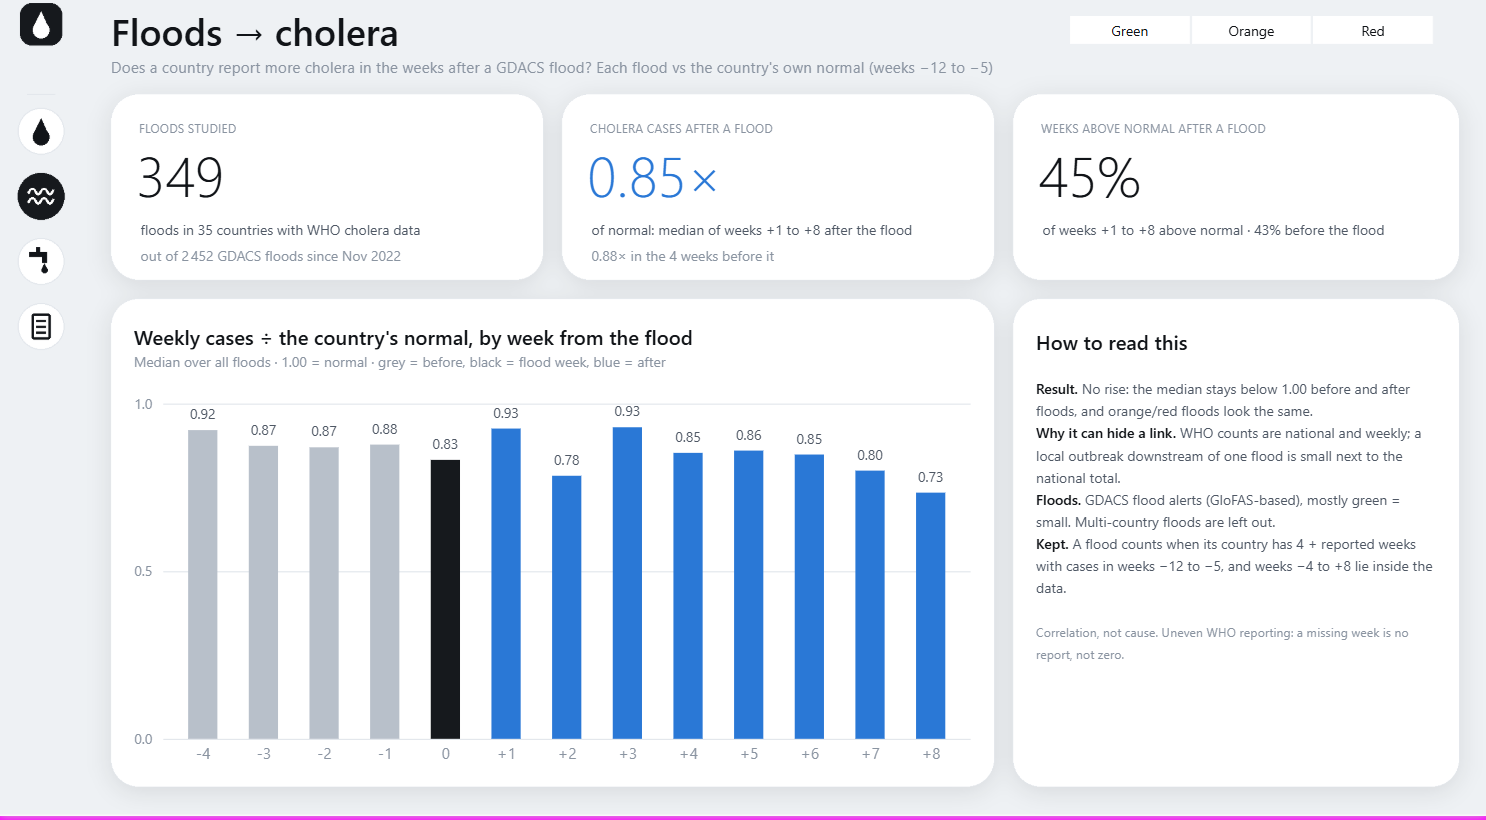 Floods → cholera
Does a country report more cholera in the weeks after a GDACS flood? Each flood vs the country's own normal (weeks −12 to −5)
Green
Orange
Red
FLOODS STUDIED
349
floods in 35 countries with WHO cholera data
out of 2 452 GDACS floods since Nov 2022
CHOLERA CASES AFTER A FLOOD
0.85×
of normal: median of weeks +1 to +8 after the flood
0.88× in the 4 weeks before it
WEEKS ABOVE NORMAL AFTER A FLOOD
45%
of weeks +1 to +8 above normal · 43% before the flood
Weekly cases ÷ the country's normal, by week from the flood
Median over all floods · 1.00 = normal · grey = before, black = flood week, blue = after
1.0
0.5
0.0
0.92
0.87
0.87
0.88
0.83
0.93
0.78
0.93
0.85
0.86
0.85
0.80
0.73
-4
-3
-2
-1
0
+1
+2
+3
+4
+5
+6
+7
+8
How to read this
Result. No rise: the median stays below 1.00 before and after
floods, and orange/red floods look the same.
Why it can hide a link. WHO counts are national and weekly; a
local outbreak downstream of one flood is small next to the
national total.
Floods. GDACS flood alerts (GloFAS-based), mostly green =
small. Multi-country floods are left out.
Kept. A flood counts when its country has 4 + reported weeks
with cases in weeks −12 to −5, and weeks −4 to +8 lie inside the
data.
Correlation, not cause. Uneven WHO reporting: a missing week is no
report, not zero.